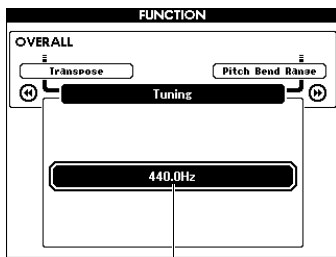 FUNCTION
OVERALL
Transpose
Pitch Bend Range
Tuning
440.0Hz